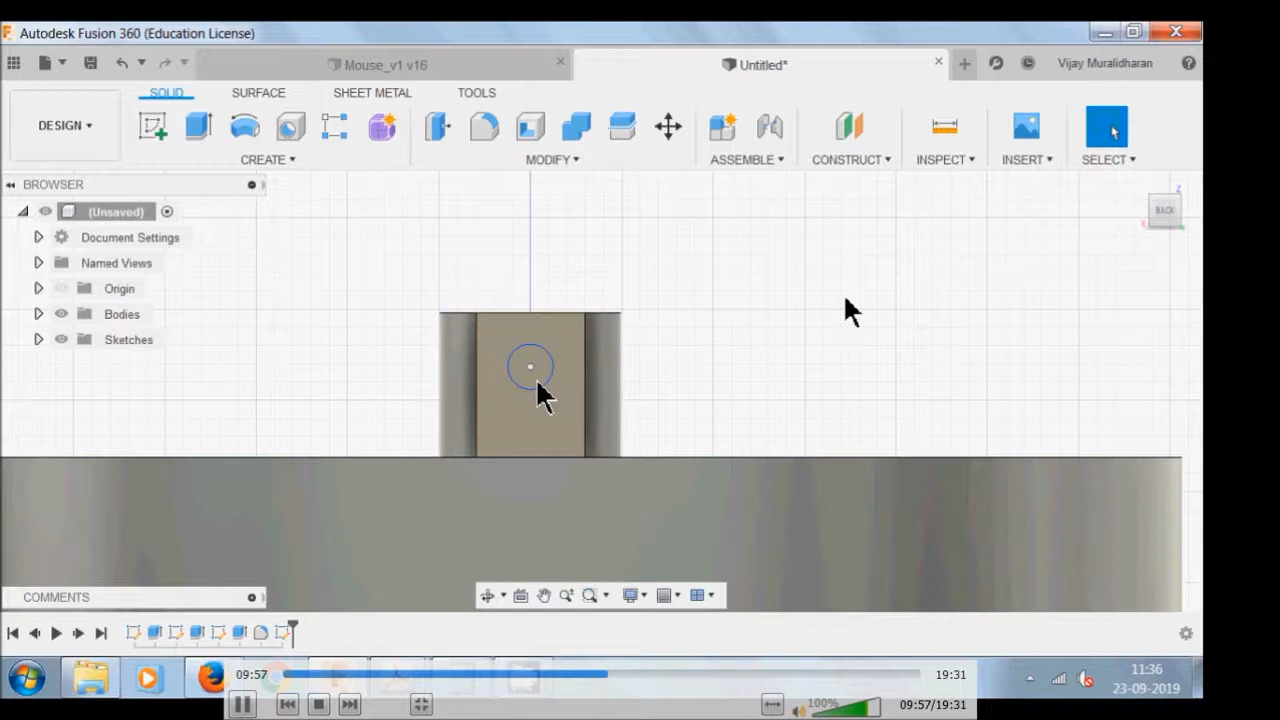 Autodesk Fusion 360 (Education License)
Mouse_v1 v16
Untitled*
Vijay Muralidharan
DESIGN
SOLID SURFACE SHEET METAL TOOLS
CREATE MODIFY ASSEMBLE CONSTRUCT INSPECT INSERT SELECT
BROWSER
(Unsaved)
Document Settings
Named Views
Origin
Bodies
Sketches
Z
BACK
COMMENTS
11:36
23-09-2019
09:57
19:31
100%
09:57/19:31